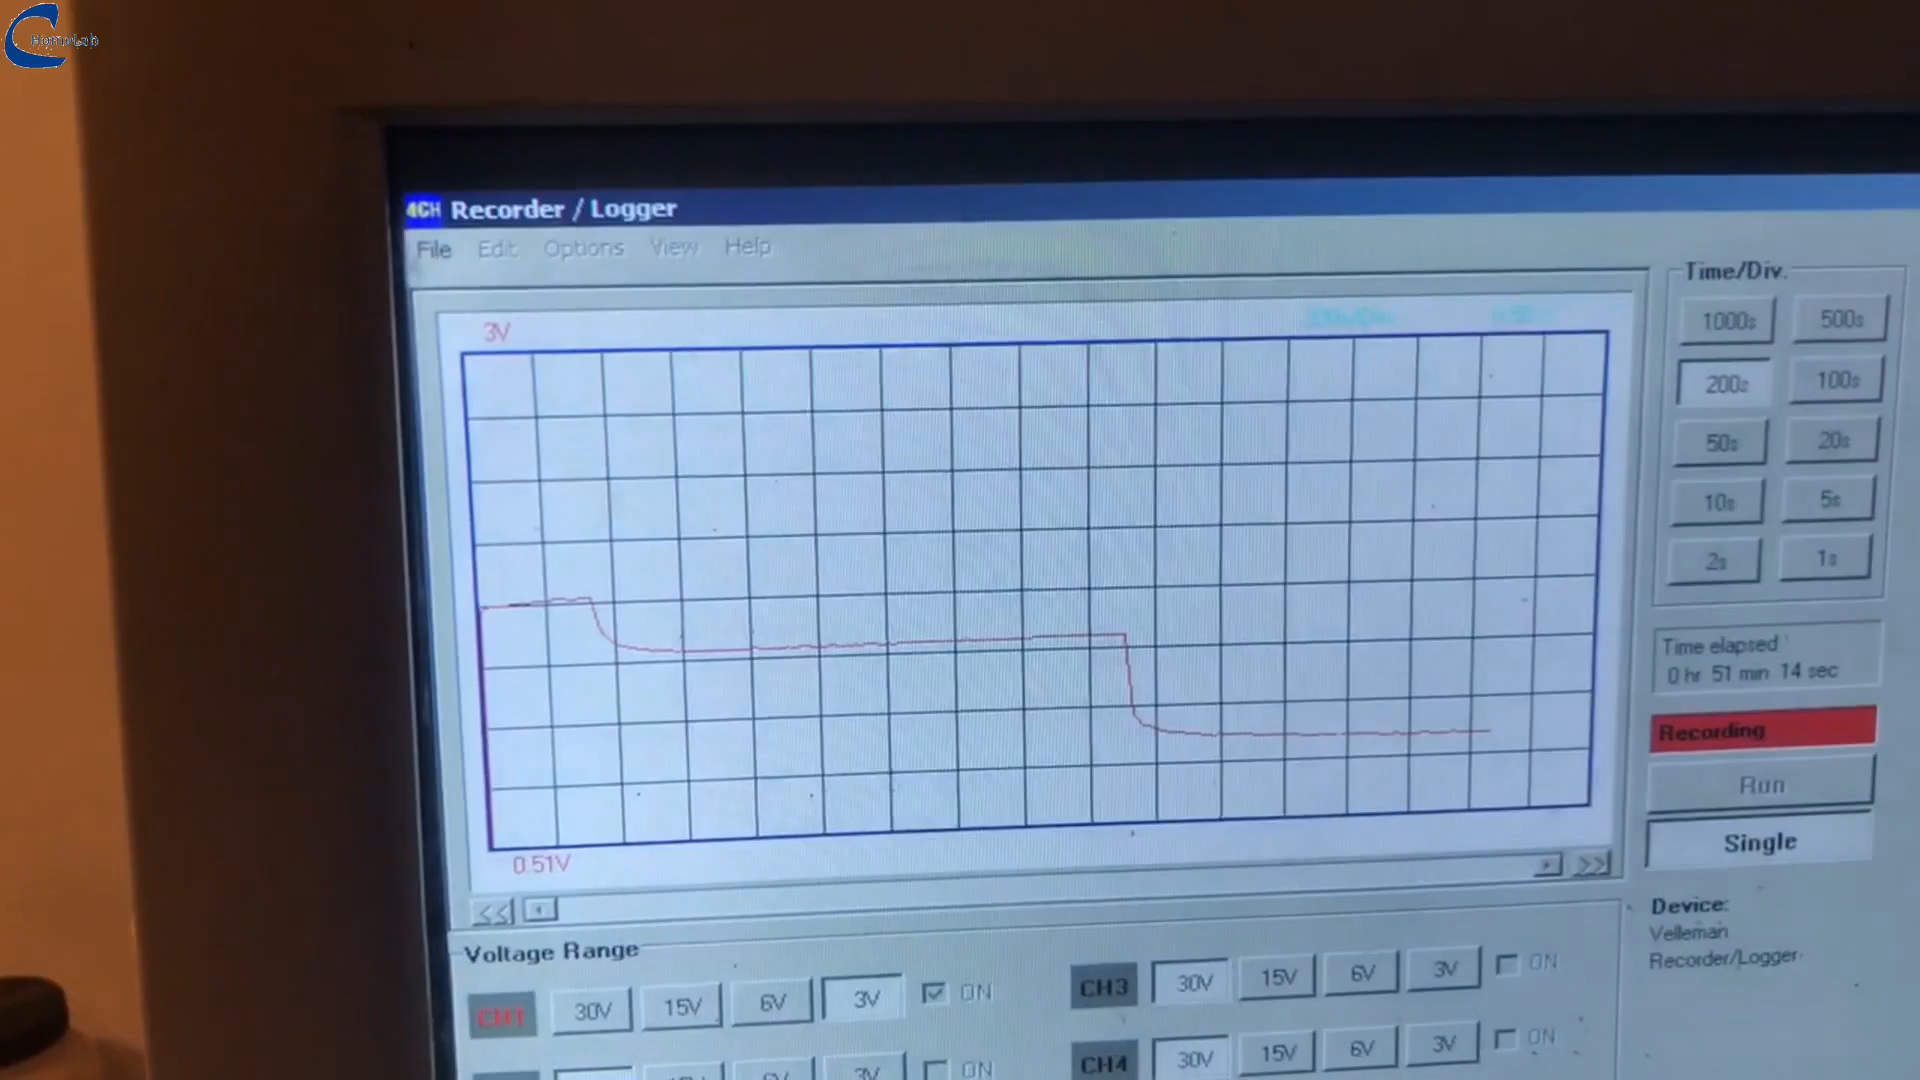 HomeLab
4CH Recorder / Logger
File Edit Options View Help
3V
0.51V
<< >>
Time/Div.
1000s 500s
200s 100s
50s 20s
10s 5s
2s 1s
Time elapsed
0 hr 51 min 14 sec
Recording
Run
Single
Device:
Velleman
Recorder/Logger
Voltage Range
CH1 30V 15V 6V 3V ON
CH3 30V 15V 6V 3V ON
15V 6V 3V ON
CH4 30V 15V 6V 3V ON